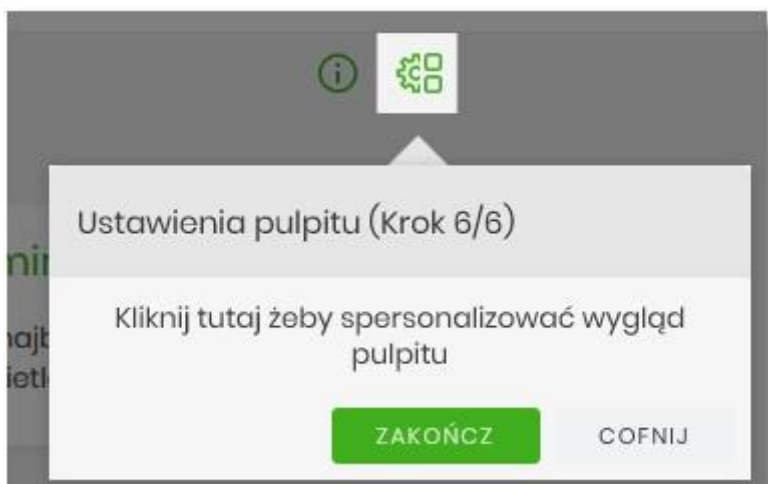 Ustawienia pulpitu (Krok 6/6)
Kliknij tutaj żeby spersonalizować wygląd
pulpitu
ZAKOŃCZ COFNIJ